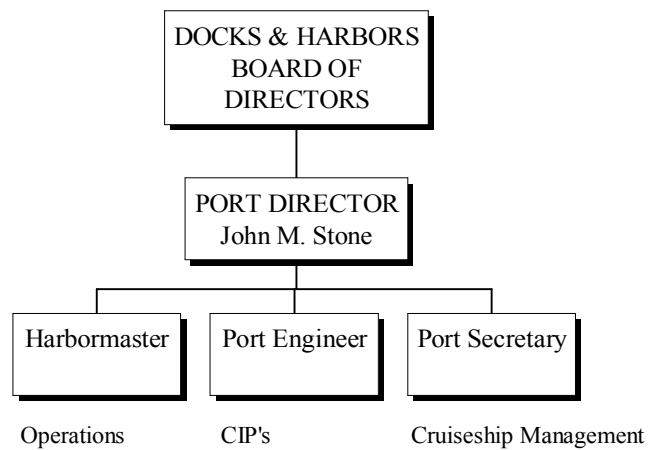 DOCKS & HARBORS
BOARD OF
DIRECTORS
PORT DIRECTOR
John M. Stone
Harbormaster
Port Engineer
Port Secretary
Operations
CIP's
Cruiseship Management